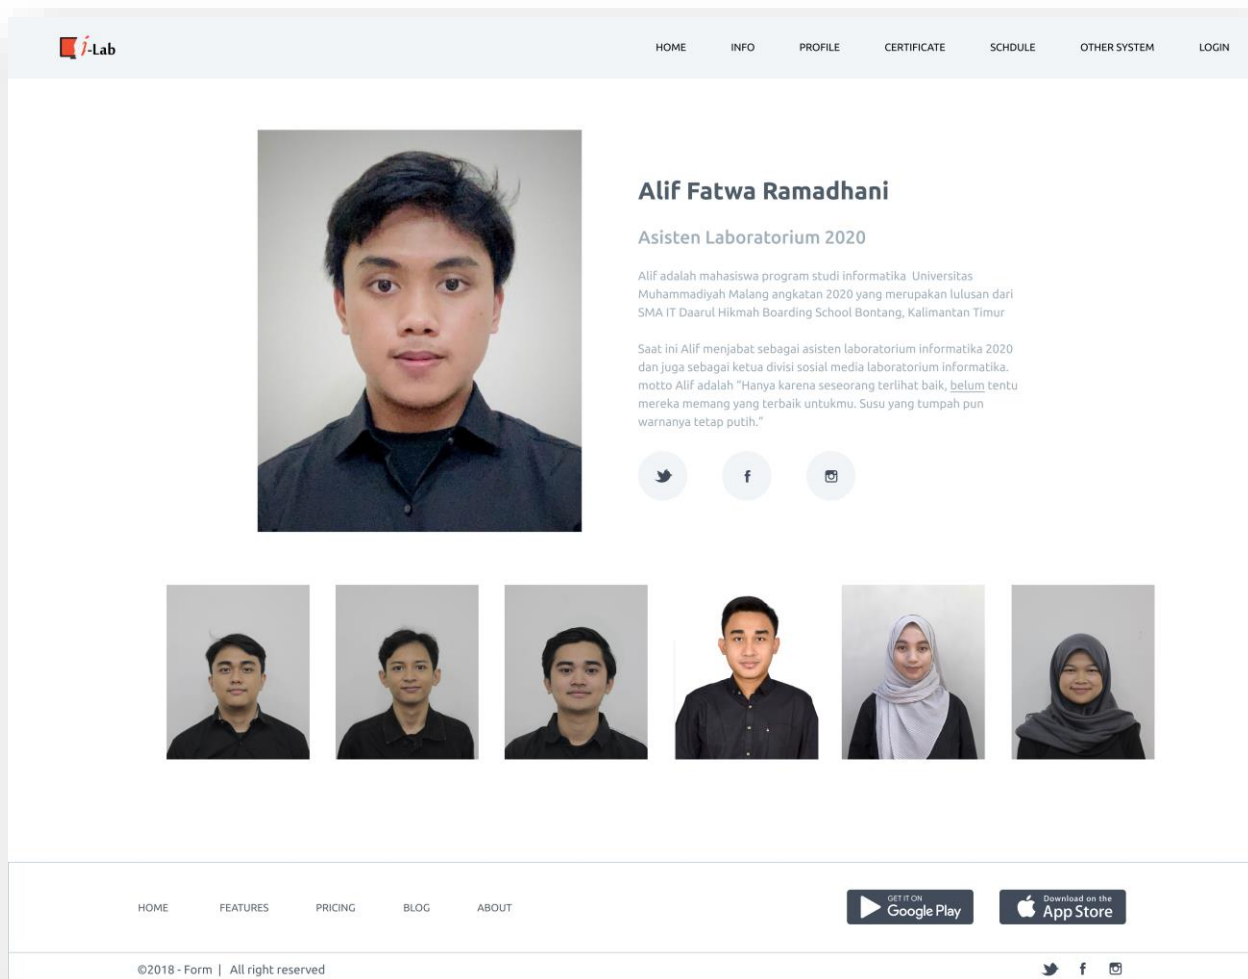 i-Lab
HOME INFO PROFILE CERTIFICATE SCHDULE OTHER SYSTEM LOGIN
Alif Fatwa Ramadhani
Asisten Laboratorium 2020
Alif adalah mahasiswa program studi informatika Universitas
Muhammadiyah Malang angkatan 2020 yang merupakan lulusan dari
SMA IT Daarul Hikmah Boarding School Bontang, Kalimantan Timur
Saat ini Alif menjabat sebagai asisten laboratorium informatika 2020
dan juga sebagai ketua divisi sosial media laboratorium informatika.
motto Alif adalah "Hanya karena seseorang terlihat baik, belum tentu
mereka memang yang terbaik untukmu. Susu yang tumpah pun
warnanya tetap putih."
HOME FEATURES PRICING BLOG ABOUT
GET IT ON
Google Play
Download on the
App Store
©2018 - Form | All right reserved